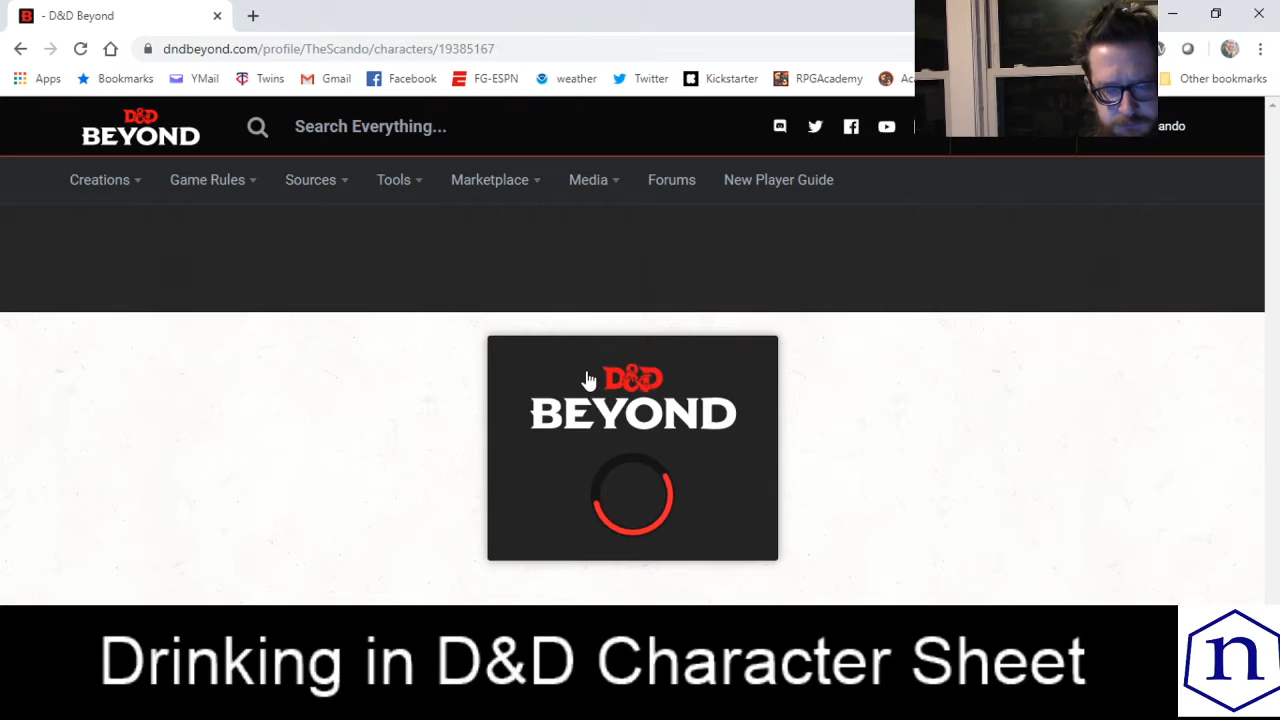 - D&D Beyond
dndbeyond.com/profile/TheScando/characters/19385167
Apps Bookmarks YMail Twins Gmail Facebook FG-ESPN weather Twitter Kickstarter RPGAcademy Other bookmarks
D&D
BEYOND
Search Everything...
Creations Game Rules Sources Tools Marketplace Media Forums New Player Guide
D&D
BEYOND
Drinking in D&D Character Sheet
n